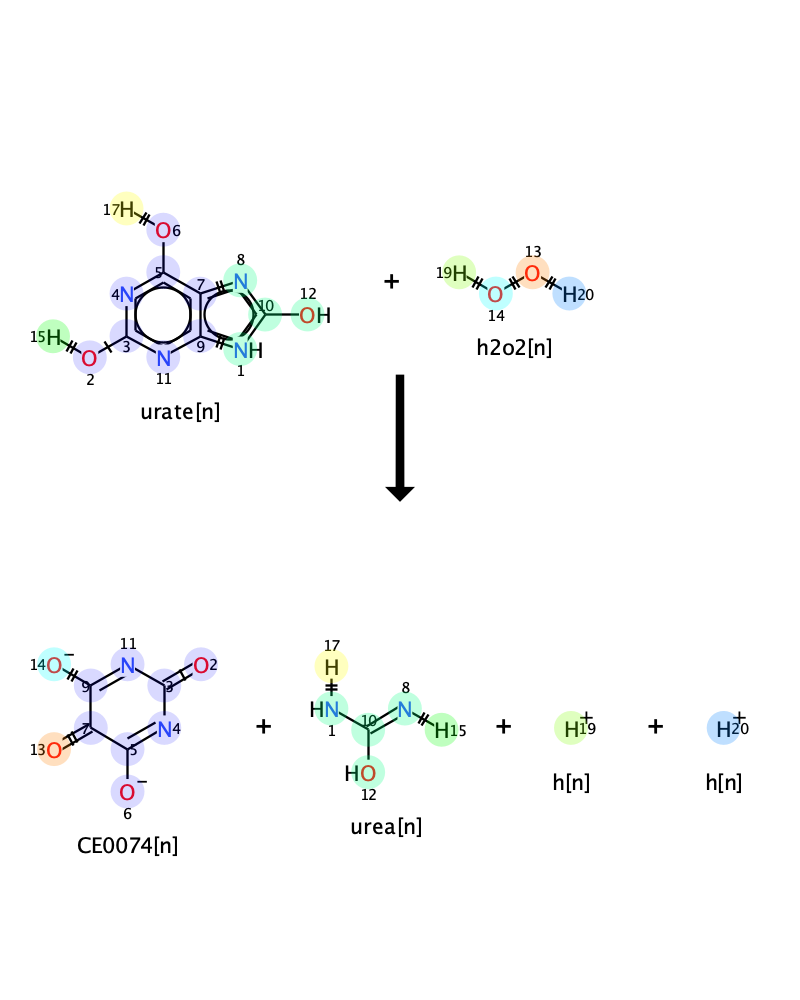 17H
O6
8
13
5
7
N
19H
O
+
4N
10
12
OH
14
H20
15H
O
3
N
9
NH
2
11
1
urate[n]
h2o2[n]
11
17
14O−
N
O2
H
8
9
3
HN
N
7
N4
1
10
H15
+
+
H+19
+
H+20
13O
5
HO
12
h[n]
h[n]
O−
6
urea[n]
CE0074[n]